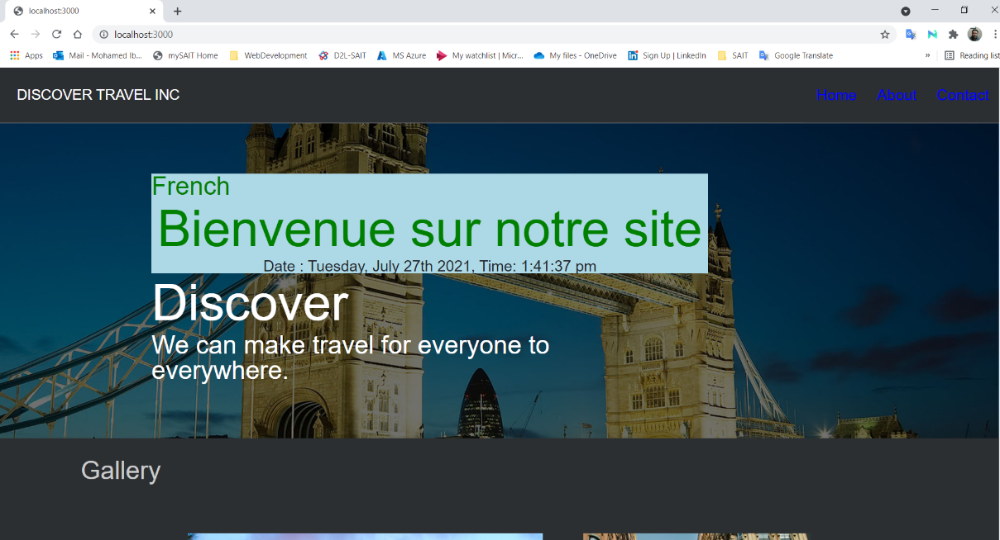 localhost:3000
localhost:3000
Apps Mail - Mohamed Ib... mySAIT Home WebDevelopment D2L-SAIT MS Azure My watchlist | Micr... My files - OneDrive Sign Up | LinkedIn SAIT Google Translate » Reading list
DISCOVER TRAVEL INC Home About Contact
French
Bienvenue sur notre site
Date : Tuesday, July 27th 2021, Time: 1:41:37 pm
Discover
We can make travel for everyone to
everywhere.
Gallery